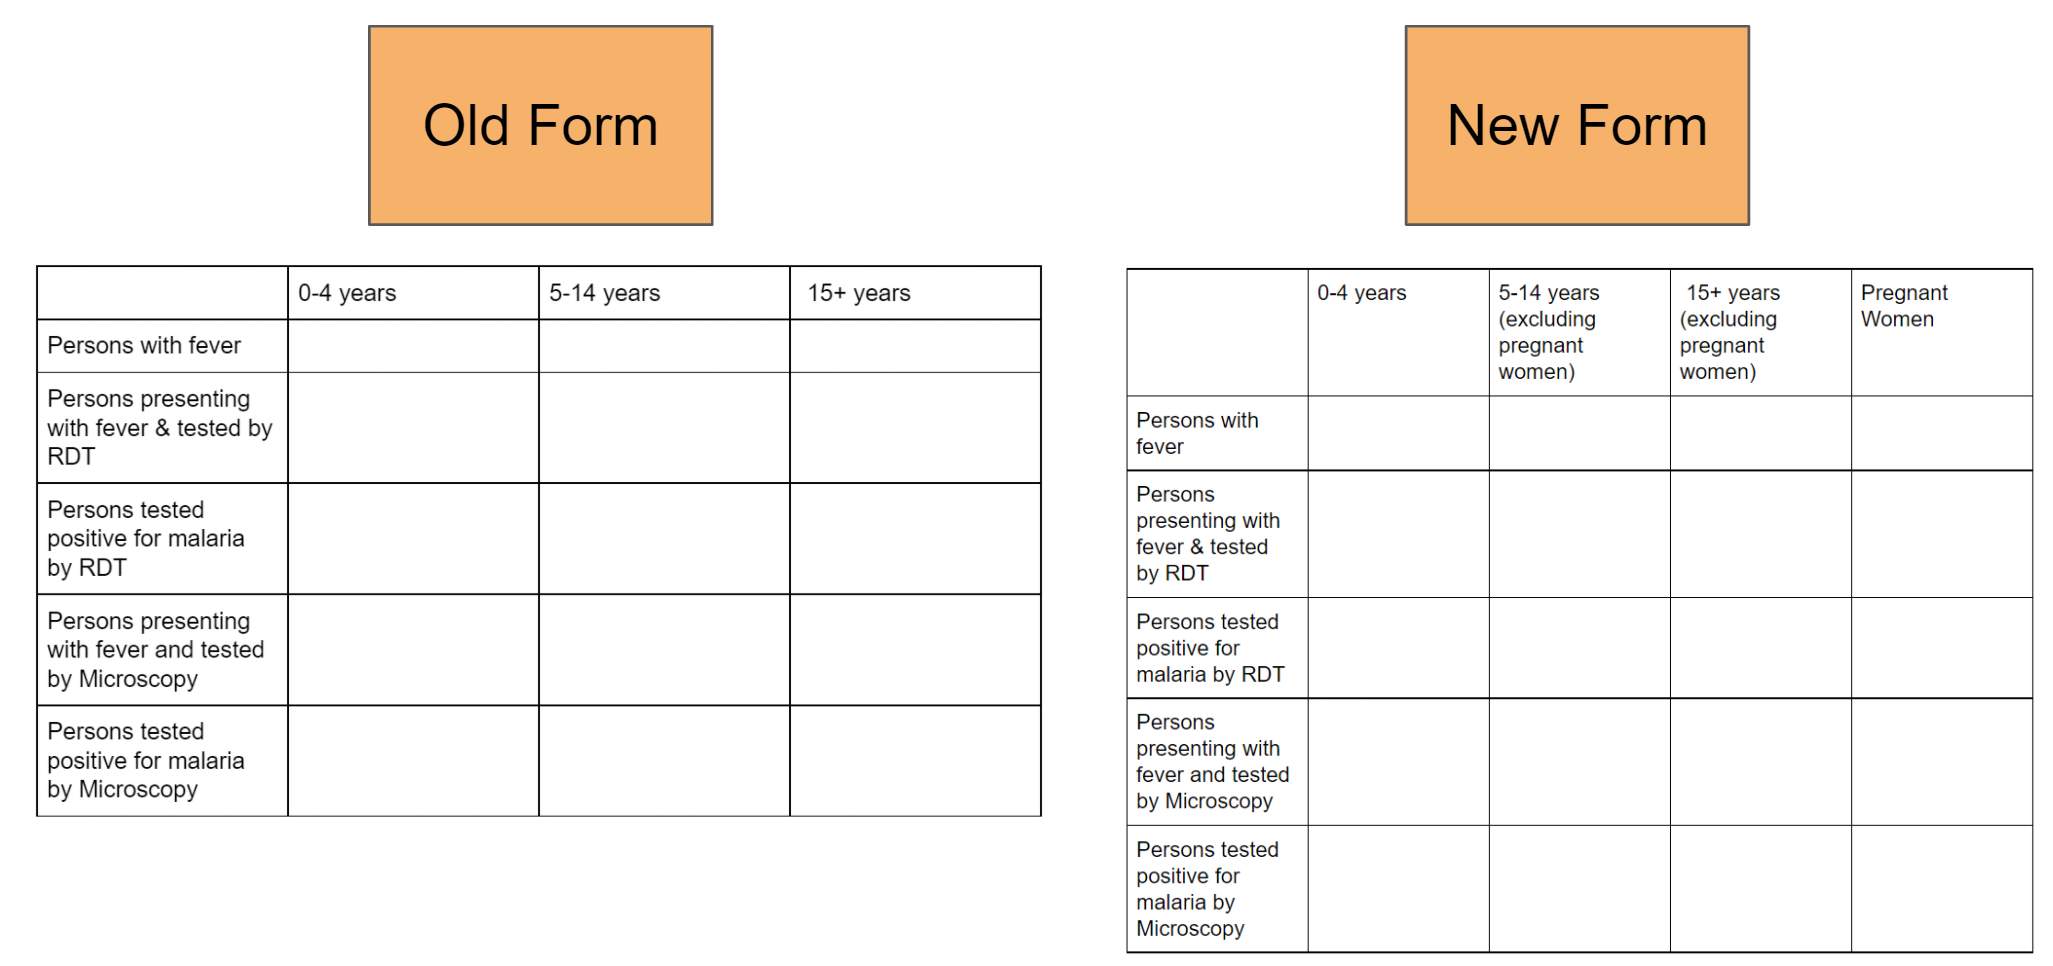 Old Form
0-4 years
5-14 years
15+ years
Persons with fever
Persons presenting
with fever & tested by
RDT
Persons tested
positive for malaria
by RDT
Persons presenting
with fever and tested
by Microscopy
Persons tested
positive for malaria
by Microscopy
New Form
0-4 years
5-14 years
(excluding
pregnant
women)
15+ years
(excluding
pregnant
women)
Pregnant
Women
Persons with
fever
Persons
presenting with
fever & tested
by RDT
Persons tested
positive for
malaria by RDT
Persons
presenting with
fever and tested
by Microscopy
Persons tested
positive for
malaria by
Microscopy